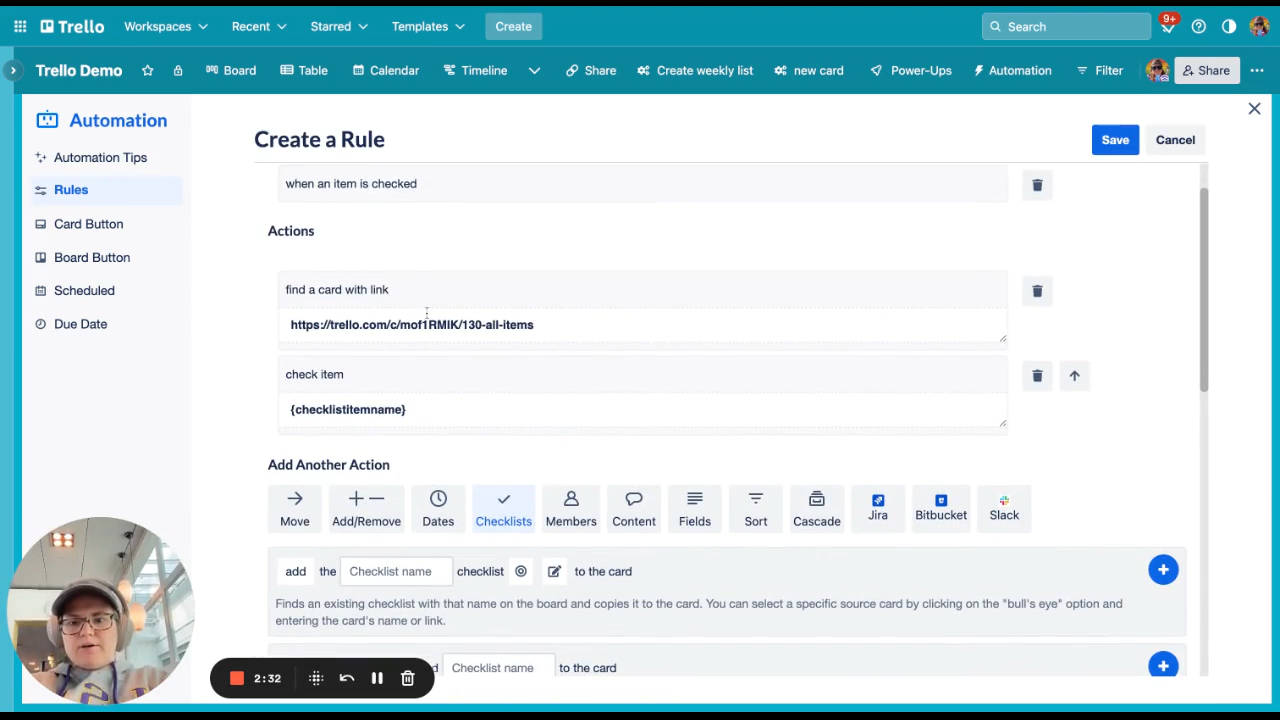 Trello Workspaces Recent Starred Templates Create Search 9+
Trello Demo Board Table Calendar Timeline Share Create weekly list new card Power-Ups Automation Filter Share
Automation
Automation Tips
Rules
Card Button
Board Button
Scheduled
Due Date
Create a Rule
Save Cancel
when an item is checked
Actions
find a card with link
https://trello.com/c/mof1RMIK/130-all-items
check item
{checklistitemname}
Add Another Action
Move Add/Remove Dates Checklists Members Content Fields Sort Cascade Jira Bitbucket Slack
add the Checklist name checklist to the card
Finds an existing checklist with that name on the board and copies it to the card. You can select a specific source card by clicking on the "bull's eye" option and
entering the card's name or link.
Checklist name to the card
2:32